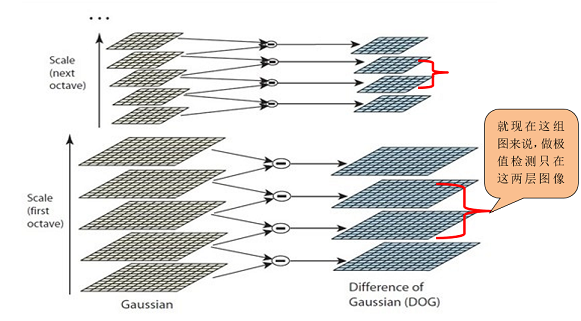 ...
Scale
(next
octave)
Scale
(first
octave)
就现在这组
图来说,做极
值检测只在
这两层图像
Gaussian
Difference of
Gaussian (DOG)